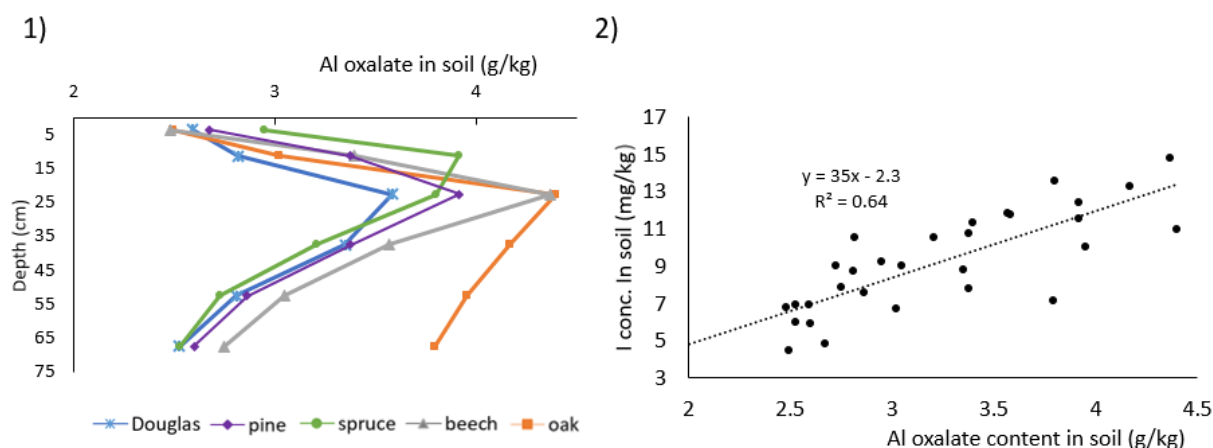 1)
Al oxalate in soil (g/kg)
2 3 4
5
15
25
35
45
55
65
75
Depth (cm)
Douglas pine spruce beech oak
2)
17
15
13
11
9
7
5
3
I conc. In soil (mg/kg)
y = 35x - 2.3
R² = 0.64
2 2.5 3 3.5 4 4.5
Al oxalate content in soil (g/kg)